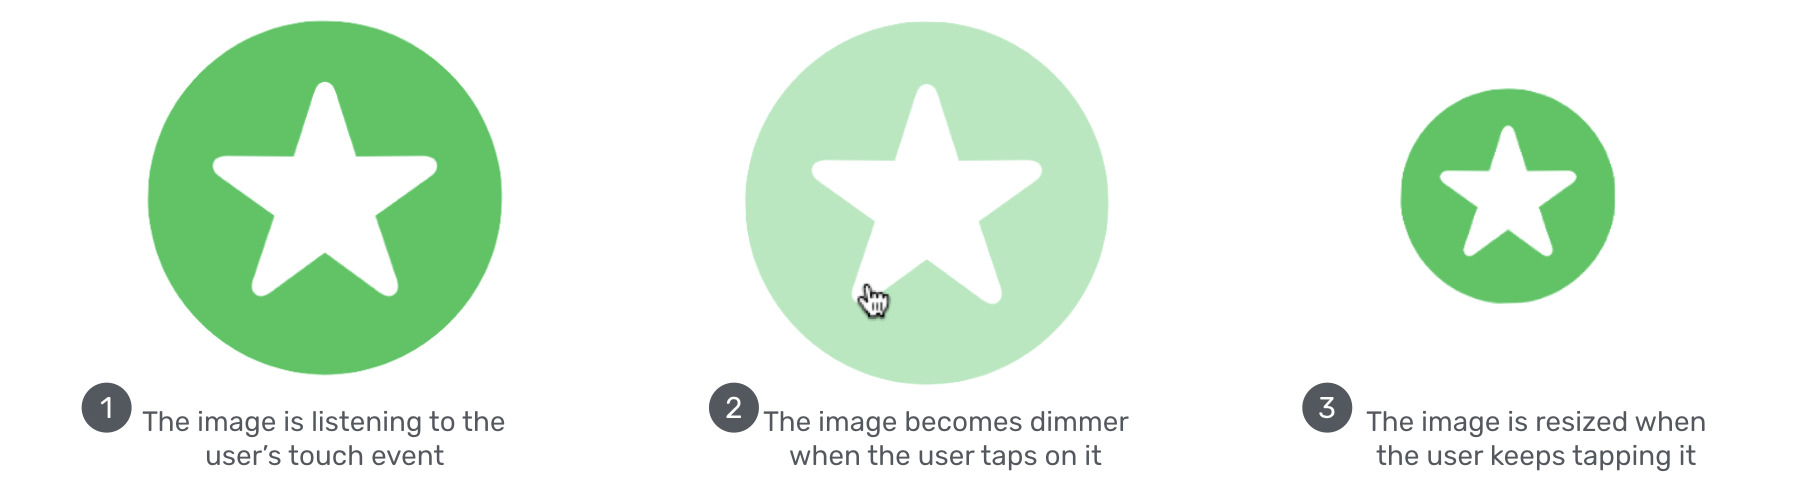 1
The image is listening to the
user’s touch event
2
The image becomes dimmer
when the user taps on it
3
The image is resized when
the user keeps tapping it